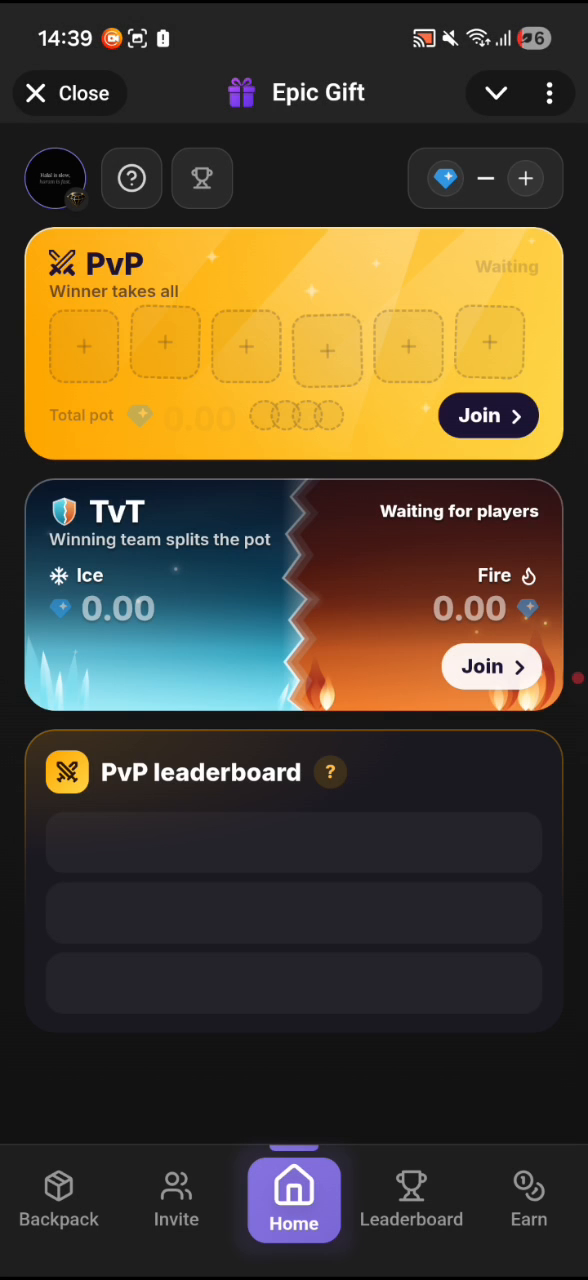 14:39
6
Close
Epic Gift
PvP
Waiting
Winner takes all
Total pot
0.00
Join
TvT
Waiting for players
Winning team splits the pot
Ice
Fire
0.00
0.00
Join
PvP leaderboard
?
Backpack
Invite
Home
Leaderboard
Earn